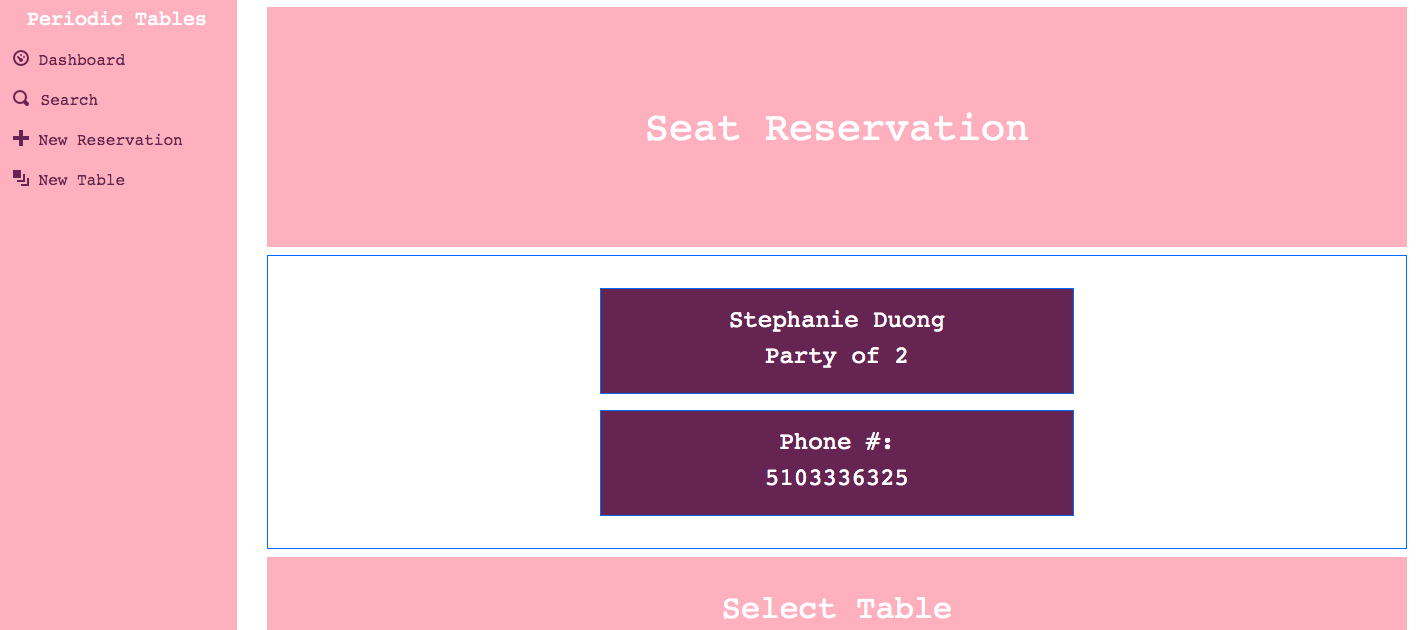 Periodic Tables
Dashboard
Search
New Reservation
New Table
Seat Reservation
Stephanie Duong
Party of 2
Phone #:
5103336325
Select Table